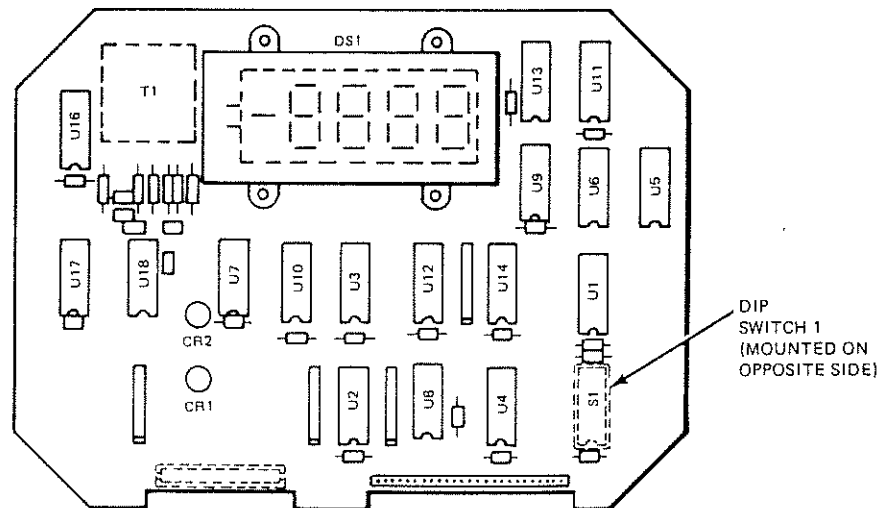 DS1
T1
U13
U11
U16
U9
U6
U5
U17
U18
U7
U10
U3
U12
U14
U1
CR2
DIP
SWITCH 1
(MOUNTED ON
OPPOSITE SIDE)
CR1
U2
U8
U4
S1